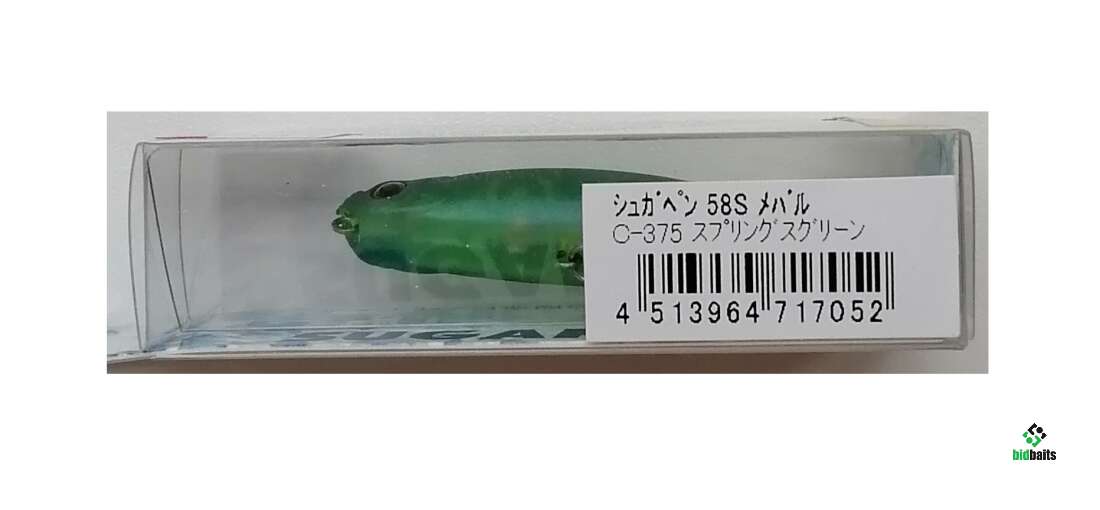 シュガペン 58S メバル
C-375 スプリングスグリーン
4 513964 717052
SUGAR
bidbaits